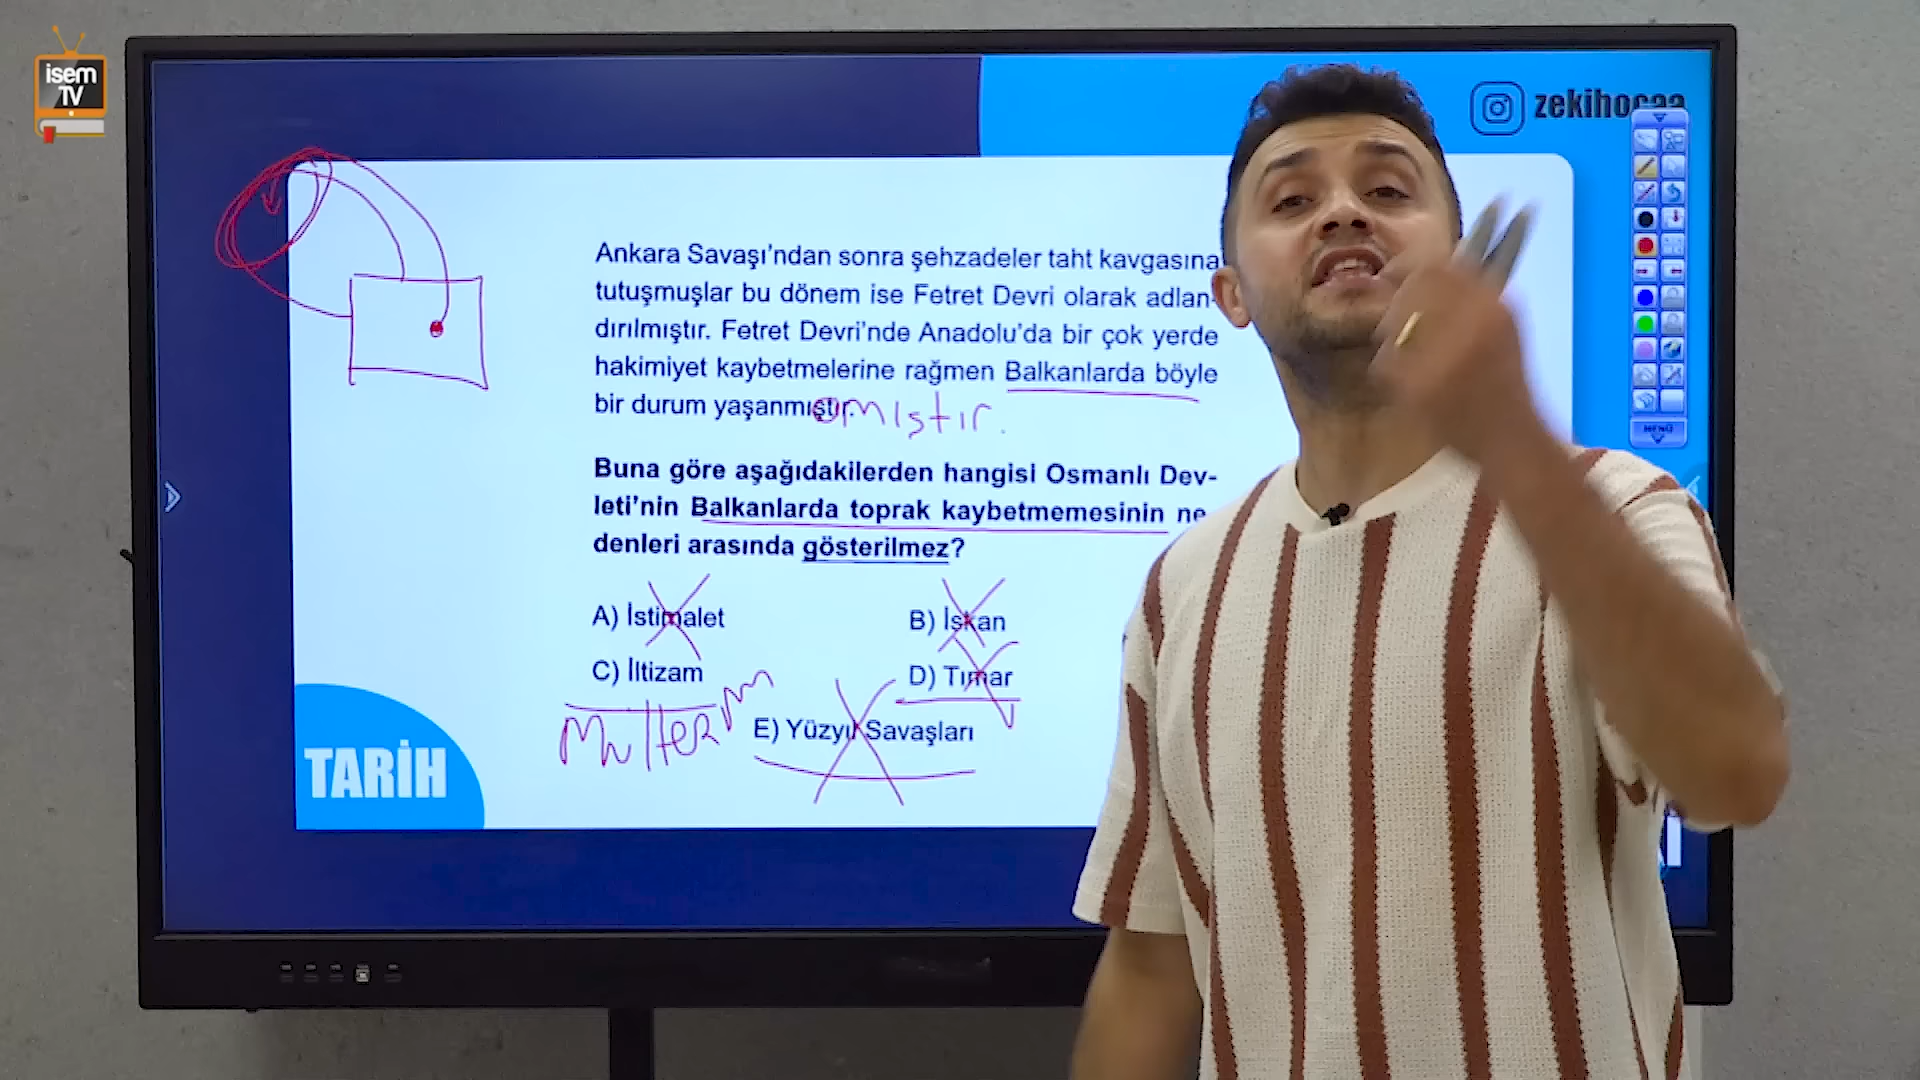 isem
TV
zekihocaa
Ankara Savaşı'ndan sonra şehzadeler taht kavgasına
tutuşmuşlar bu dönem ise Fetret Devri olarak adlan-
dırılmıştır. Fetret Devri'nde Anadolu'da bir çok yerde
hakimiyet kaybetmelerine rağmen Balkanlarda böyle
bir durum yaşanmıştır. mıştır.
Buna göre aşağıdakilerden hangisi Osmanlı Dev-
leti'nin Balkanlarda toprak kaybetmemesinin ne
denleri arasında gösterilmez?
A) İstimalet
B) İskan
C) İltizam
D) Tımar
mültezim
E) Yüzyıl Savaşları
TARİH
MENÜ